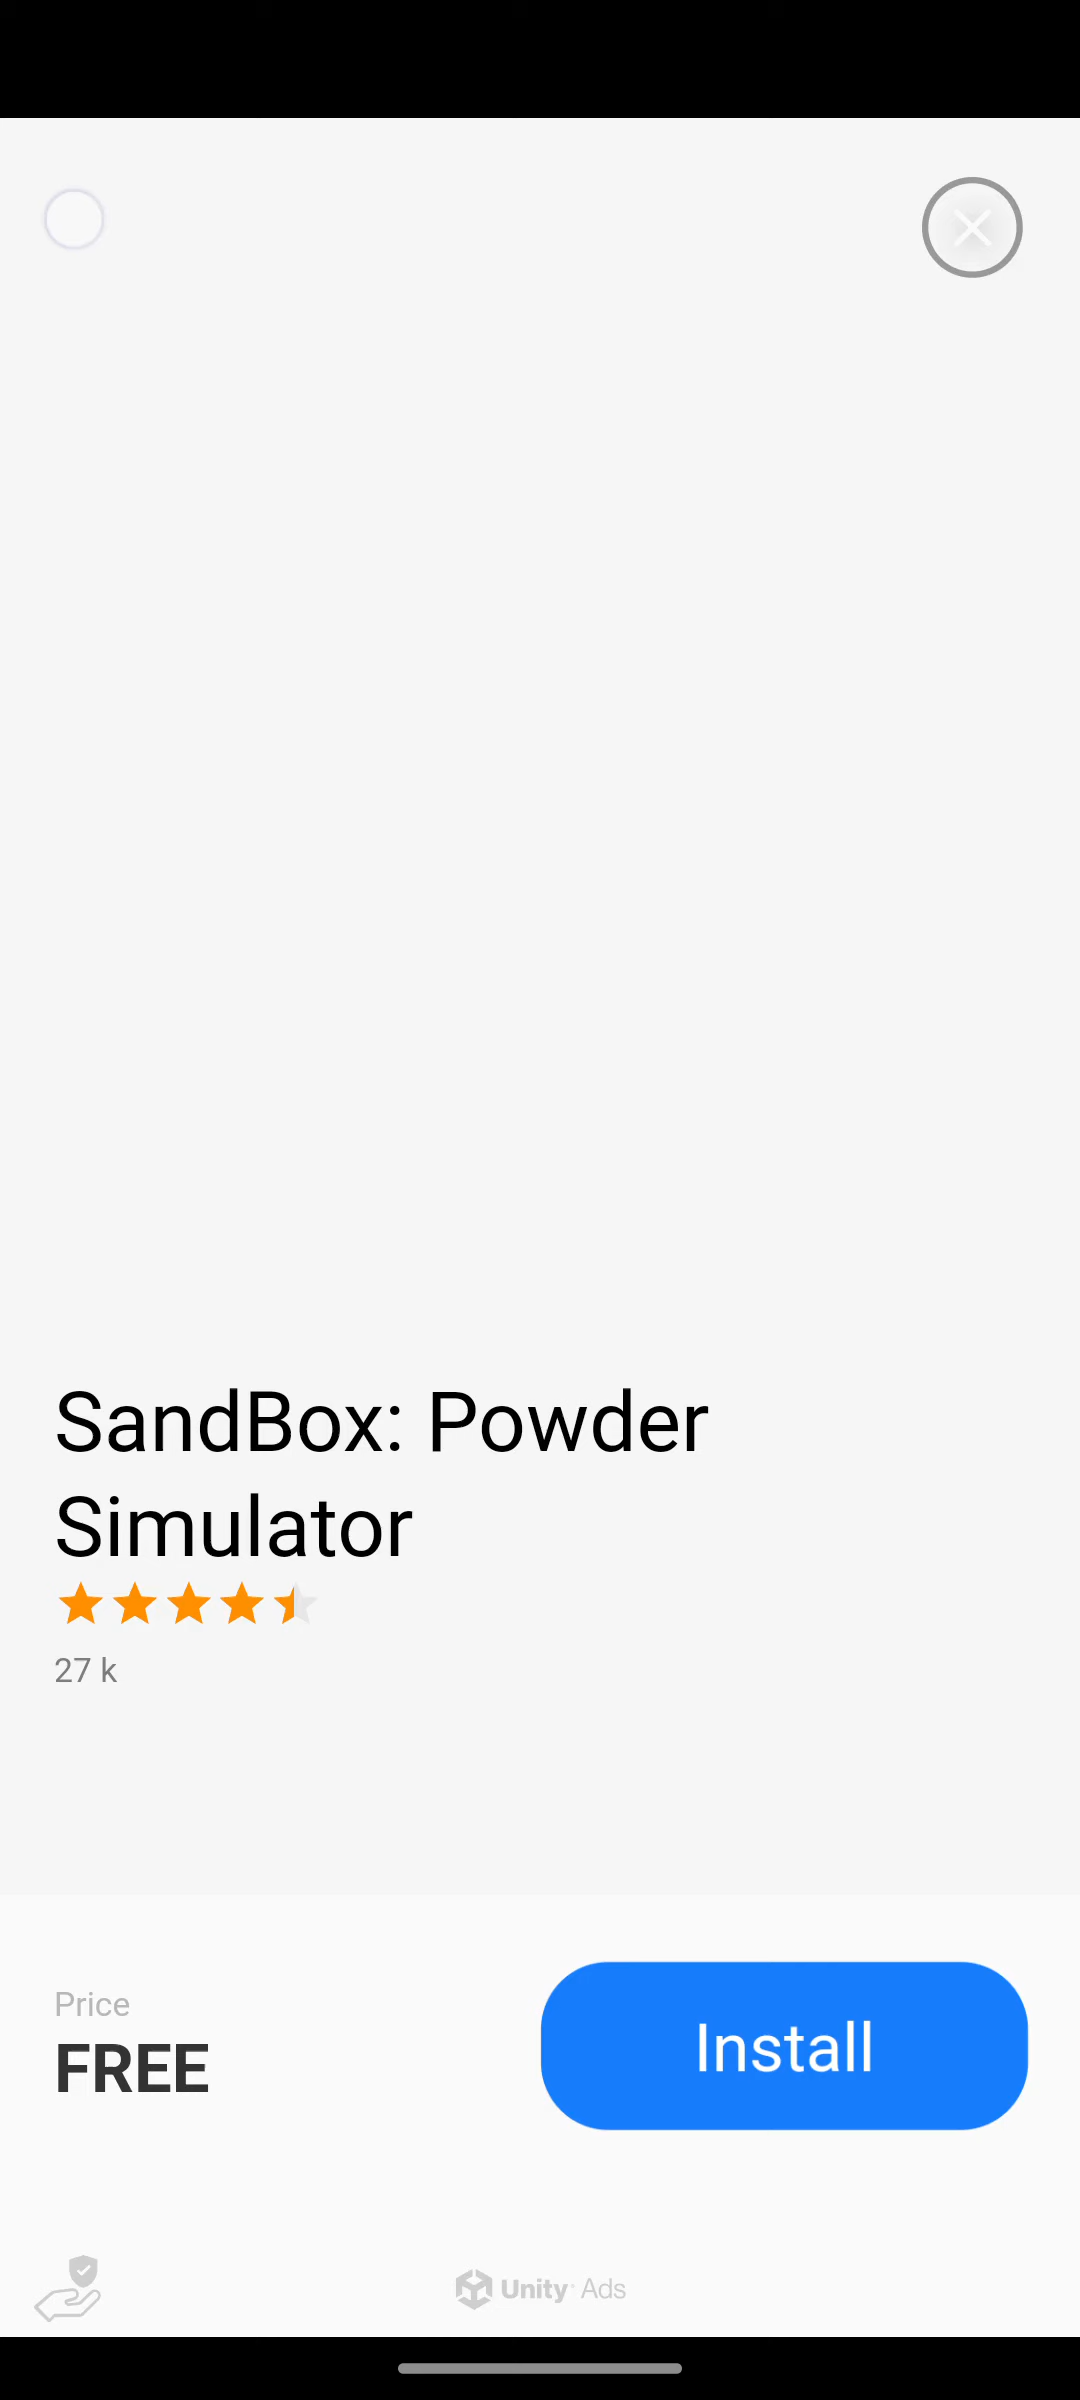 SandBox: Powder
Simulator
27 k
Price
FREE
Install
Unity Ads